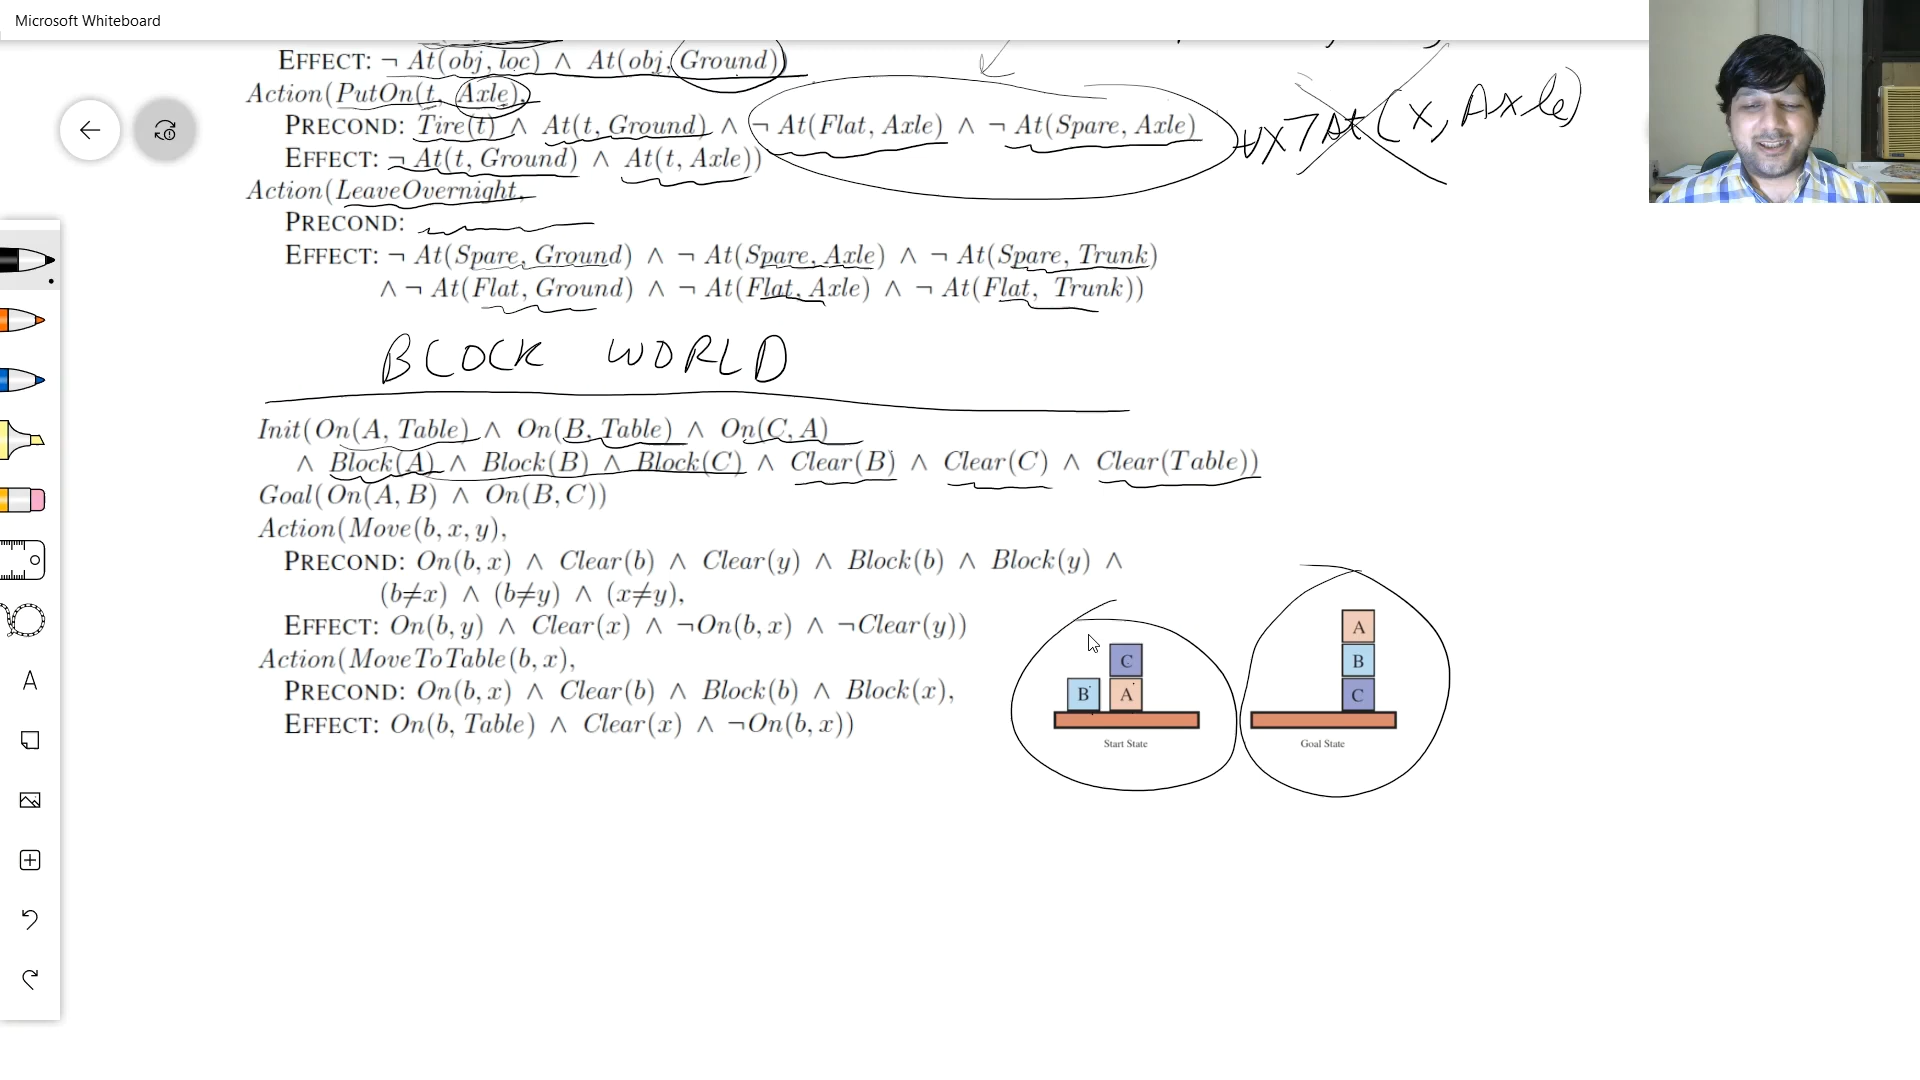 Microsoft Whiteboard
EFFECT: ¬ At(obj, loc) ∧ At(obj, Ground))
Action(PutOn(t, Axle),
PRECOND: Tire(t) ∧ At(t, Ground) ∧ ¬ At(Flat, Axle) ∧ ¬ At(Spare, Axle)
∀x¬At(x, Axle)
EFFECT: ¬ At(t, Ground) ∧ At(t, Axle))
Action(LeaveOvernight,
PRECOND:
EFFECT: ¬ At(Spare, Ground) ∧ ¬ At(Spare, Axle) ∧ ¬ At(Spare, Trunk)
∧ ¬ At(Flat, Ground) ∧ ¬ At(Flat, Axle) ∧ ¬ At(Flat, Trunk))
BLOCK WORLD
Init(On(A, Table) ∧ On(B, Table) ∧ On(C, A)
∧ Block(A) ∧ Block(B) ∧ Block(C) ∧ Clear(B) ∧ Clear(C) ∧ Clear(Table))
Goal(On(A, B) ∧ On(B, C))
Action(Move(b, x, y),
PRECOND: On(b, x) ∧ Clear(b) ∧ Clear(y) ∧ Block(b) ∧ Block(y) ∧
(b≠x) ∧ (b≠y) ∧ (x≠y),
EFFECT: On(b, y) ∧ Clear(x) ∧ ¬On(b, x) ∧ ¬Clear(y))
Action(MoveToTable(b, x),
PRECOND: On(b, x) ∧ Clear(b) ∧ Block(b) ∧ Block(x),
EFFECT: On(b, Table) ∧ Clear(x) ∧ ¬On(b, x))
C
B A
Start State
A
B
C
Goal State
A